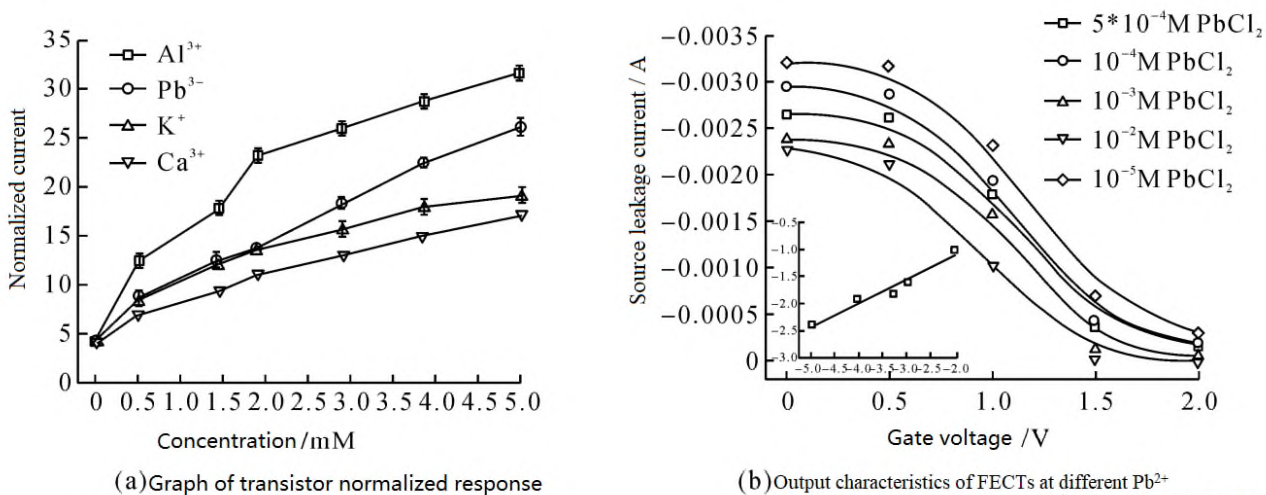 35
30
25
20
15
10
5
0
Normalized current
Al³⁺
Pb³⁻
K⁺
Ca³⁺
0 0.5 1.0 1.5 2.0 2.5 3.0 3.5 4.0 4.5 5.0
Concentration /mM
(a)Graph of transistor normalized response
−0.0035
−0.0030
−0.0025
−0.0020
−0.0015
−0.0010
−0.0005
0
Source leakage current / A
5*10⁻⁴M PbCl₂
10⁻⁴M PbCl₂
10⁻³M PbCl₂
10⁻²M PbCl₂
10⁻⁵M PbCl₂
−0.5
−1.0
−1.5
−2.0
−2.5
−3.0
−5.0 −4.5 −4.0 −3.5 −3.0 −2.5 −2.0
0 0.5 1.0 1.5 2.0
Gate voltage /V
(b)Output characteristics of FECTs at different Pb²⁺